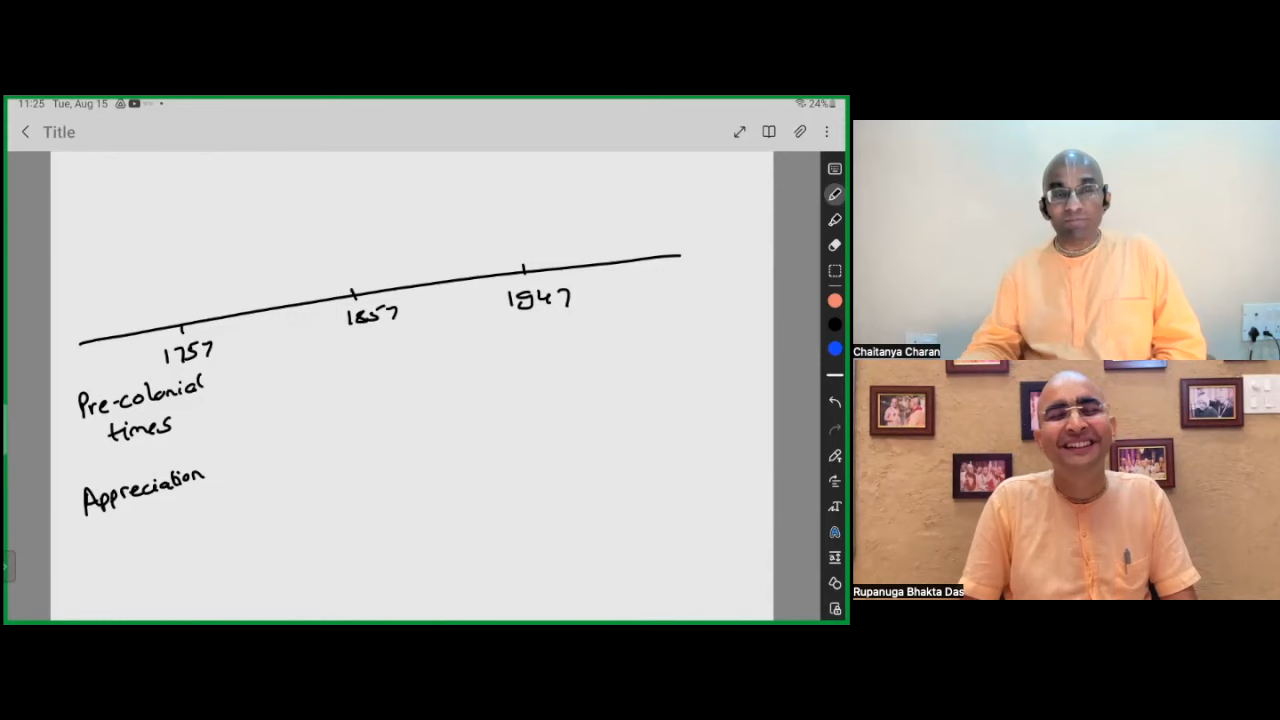 11:25 Tue, Aug 15
24%
Title
1757
1857
1947
Pre-colonial
times
Appreciation
Chaitanya Charan
Rupanuga Bhakta Das